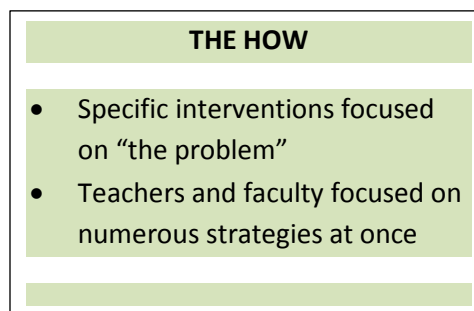 THE HOW
• Specific interventions focused
on “the problem”
• Teachers and faculty focused on
numerous strategies at once